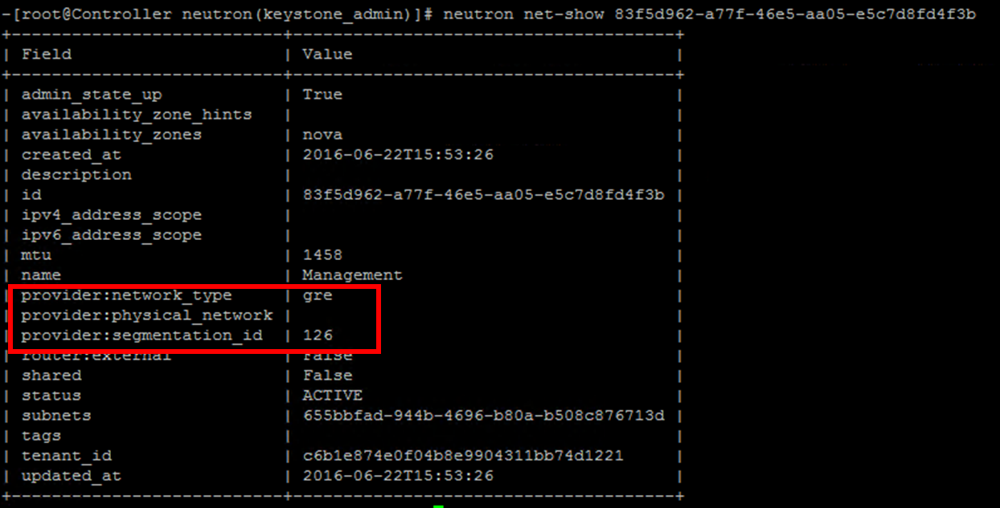 -[root@Controller neutron(keystone_admin)]# neutron net-show 83f5d962-a77f-46e5-aa05-e5c7d8fd4f3b
+---------------------------+--------------------------------------+
| Field                     | Value                                |
+---------------------------+--------------------------------------+
| admin_state_up            | True                                 |
| availability_zone_hints   |                                      |
| availability_zones        | nova                                 |
| created_at                | 2016-06-22T15:53:26                  |
| description               |                                      |
| id                        | 83f5d962-a77f-46e5-aa05-e5c7d8fd4f3b |
| ipv4_address_scope        |                                      |
| ipv6_address_scope        |                                      |
| mtu                       | 1458                                 |
| name                      | Management                           |
| provider:network_type     | gre                                  |
| provider:physical_network |                                      |
| provider:segmentation_id  | 126                                  |
| router:external           | False                                |
| shared                    | False                                |
| status                    | ACTIVE                               |
| subnets                   | 655bbfad-944b-4696-b80a-b508c876713d |
| tags                      |                                      |
| tenant_id                 | c6b1e874e0f04b8e9904311bb74d1221     |
| updated_at                | 2016-06-22T15:53:26                  |
+---------------------------+--------------------------------------+